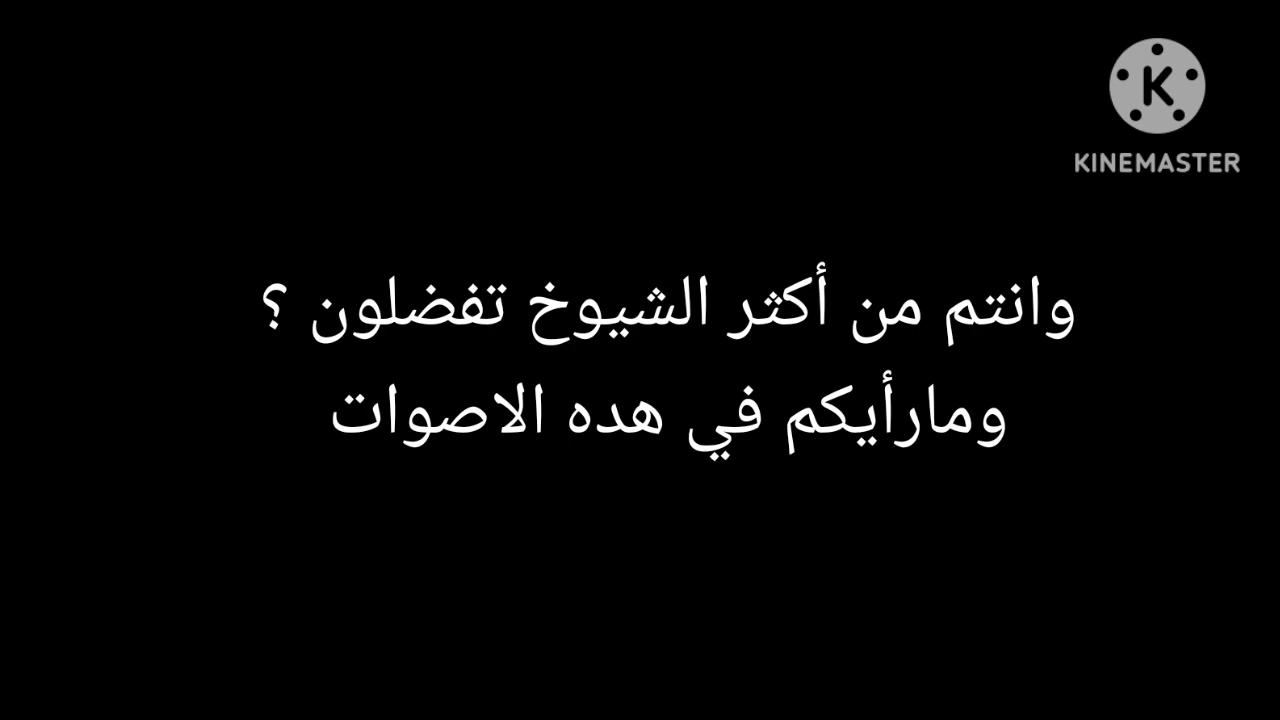 KINEMASTER
وانتم من أكثر الشيوخ تفضلون ؟
ومارأيكم في هده الاصوات